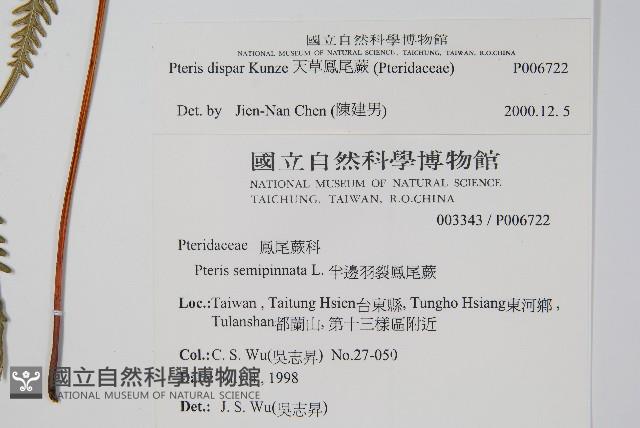 國立自然科學博物館
NATIONAL MUSEUM OF NATURAL SCIENCE, TAICHUNG, TAIWAN, R.O.CHINA
Pteris dispar Kunze 天草鳳尾蕨 (Pteridaceae) P006722
Det. by Jien-Nan Chen (陳建男) 2000.12. 5
國立自然科學博物館
NATIONAL MUSEUM OF NATURAL SCIENCE
TAICHUNG, TAIWAN, R.O.CHINA
003343 / P006722
Pteridaceae 鳳尾蕨科
Pteris semipinnata L. 半邊羽裂鳳尾蕨
Loc.:Taiwan , Taitung Hsien台東縣, Tungho Hsiang東河鄉 ,
Tulanshan都蘭山, 第十三樣區附近
Col.: C. S. Wu(吳志昇) No.27-050
1998
Det.: J. S. Wu(吳志昇)
國立自然科學博物館
NATIONAL MUSEUM OF NATURAL SCIENCE